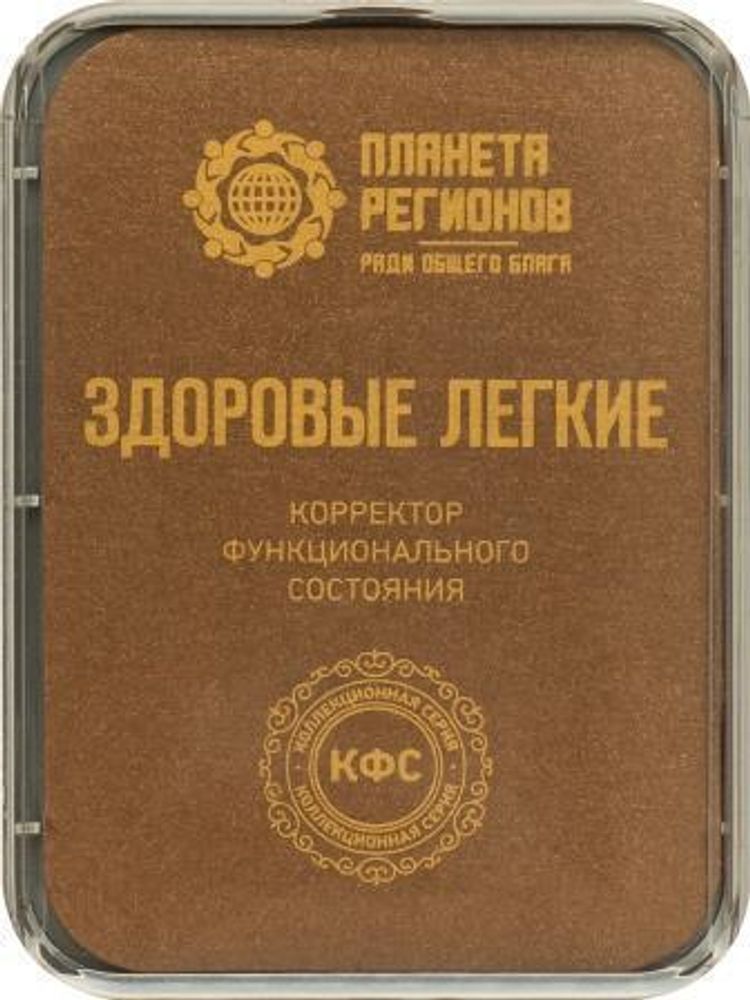 ПЛАНЕТА
РЕГИОНОВ
РАДИ ОБЩЕГО БЛАГА
ЗДОРОВЫЕ ЛЕГКИЕ
КОРРЕКТОР
ФУНКЦИОНАЛЬНОГО
СОСТОЯНИЯ
КОЛЛЕКЦИОННАЯ СЕРИЯ
КФС
КОЛЛЕКЦИОННАЯ СЕРИЯ